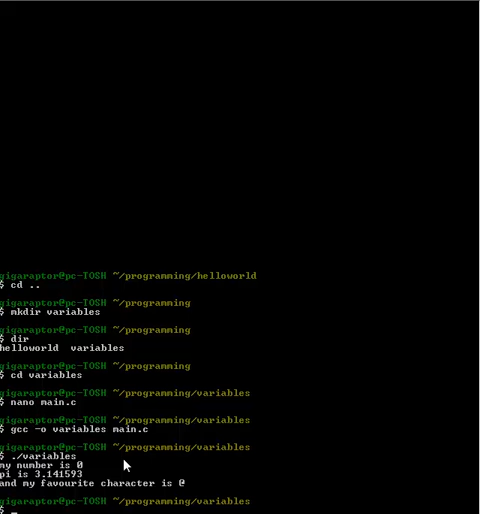 gigaraptor@pc-TOSH ~/programming/helloworld
$ cd ..
gigaraptor@pc-TOSH ~/programming
$ mkdir variables
gigaraptor@pc-TOSH ~/programming
$ dir
helloworld  variables
gigaraptor@pc-TOSH ~/programming
$ cd variables
gigaraptor@pc-TOSH ~/programming/variables
$ nano main.c
gigaraptor@pc-TOSH ~/programming/variables
$ gcc -o variables main.c
gigaraptor@pc-TOSH ~/programming/variables
$ ./variables
my number is 0
pi is 3.141593
and my favourite character is @
gigaraptor@pc-TOSH ~/programming/variables
$ _